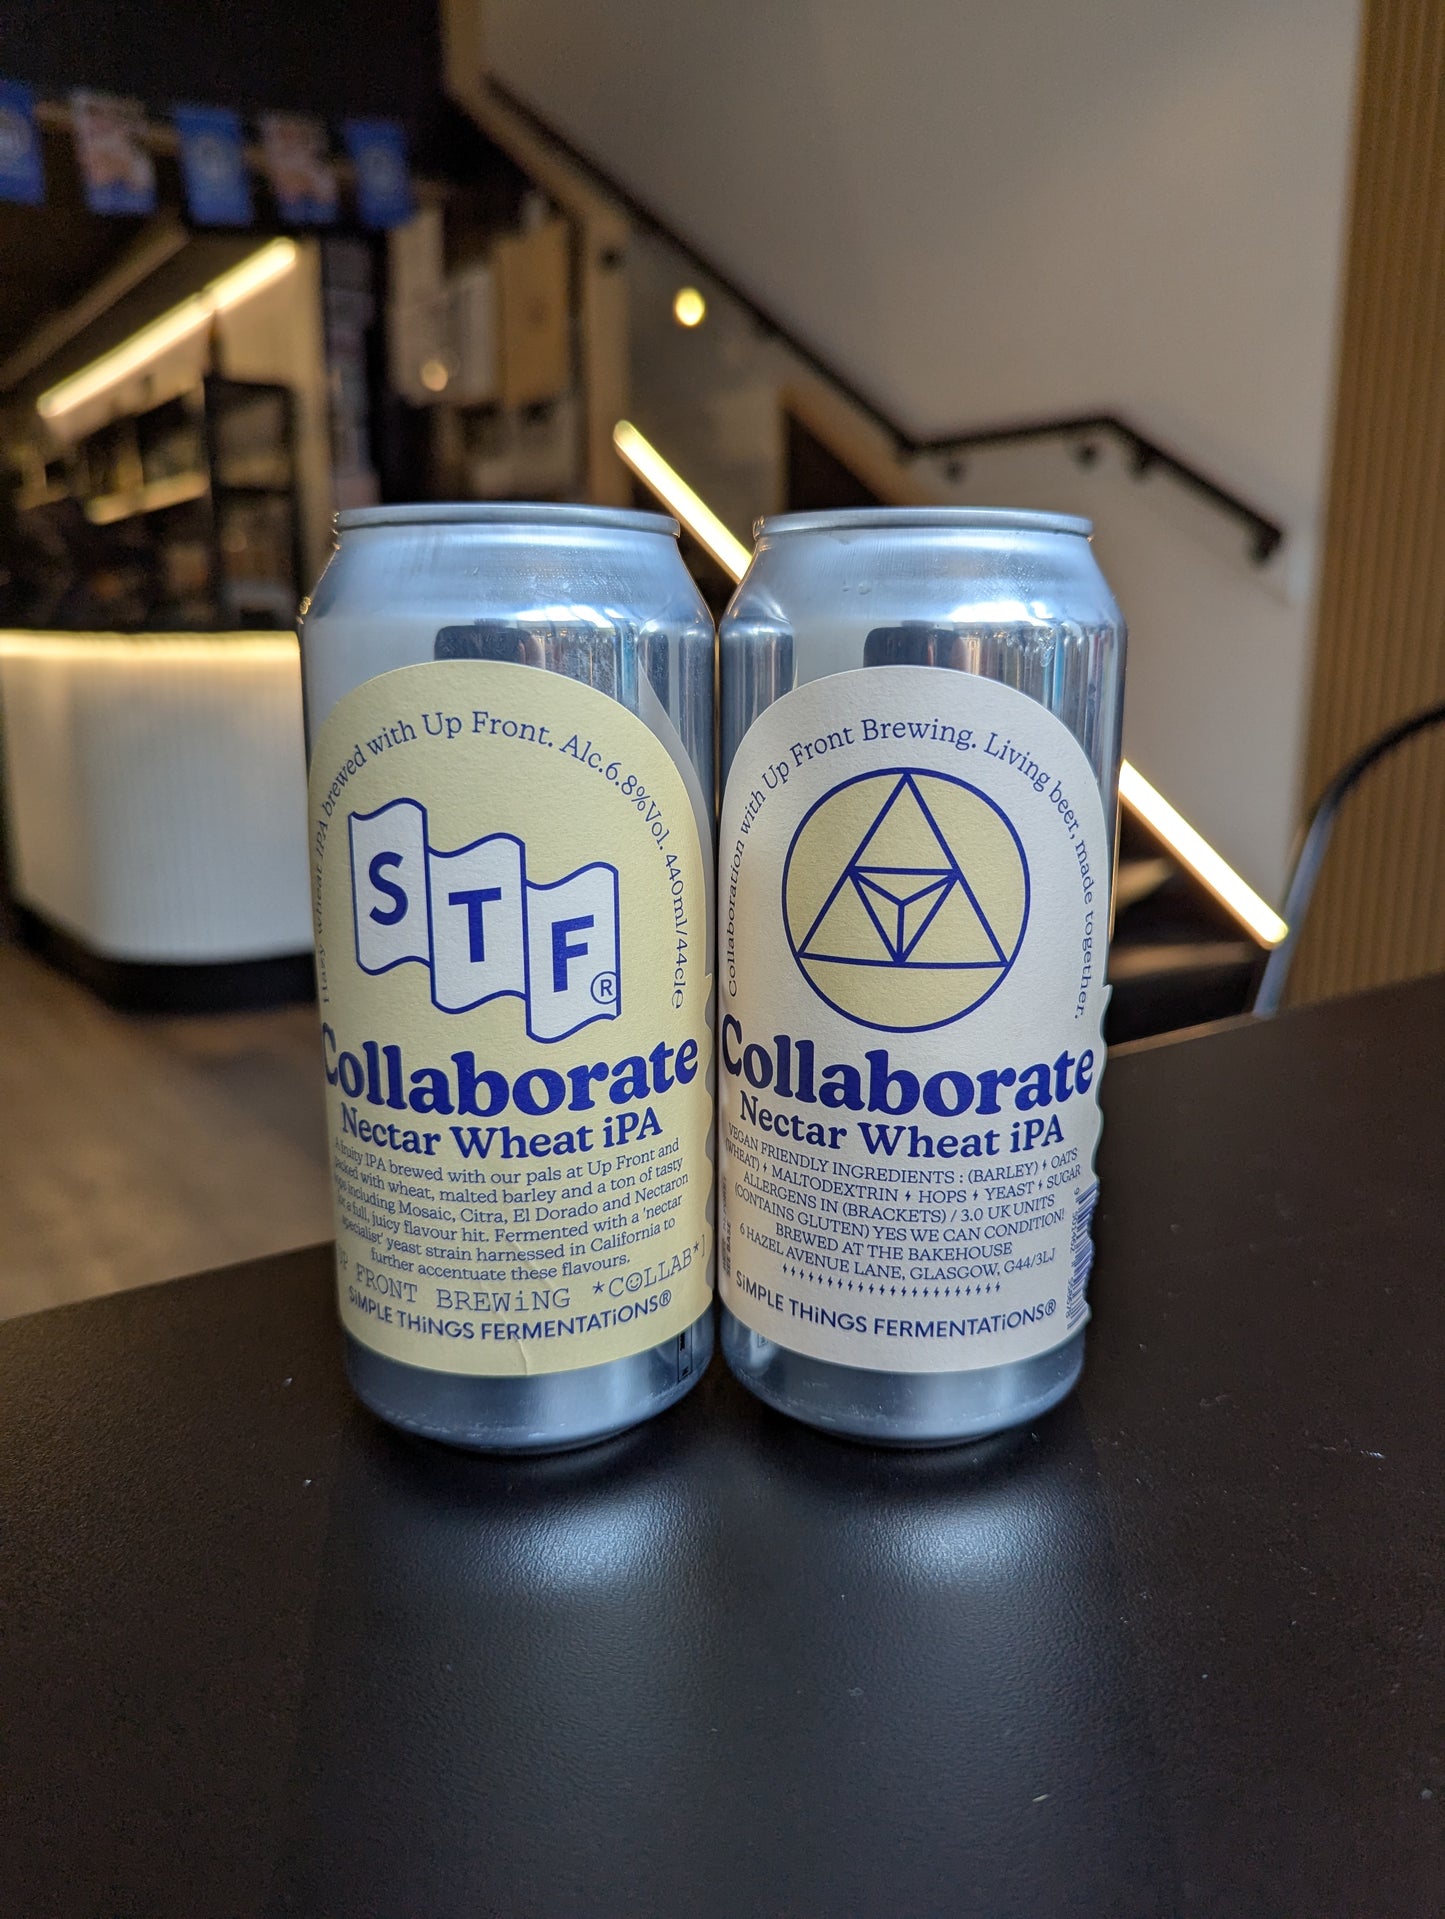 Hazy wheat IPA brewed with Up Front. Alc.6.8%Vol. 440ml/44cl e
S
T
F
®
Collaborate
Nectar Wheat iPA
A fruity IPA brewed with our pals at Up Front and
packed with wheat, malted barley and a ton of tasty
hops including Mosaic, Citra, El Dorado and Nectaron
for a full, juicy flavour hit. Fermented with a 'nectar
specialist' yeast strain harnessed in California to
further accentuate these flavours.
FRONT BREWiNG *COLLAB*]
SiMPLE THiNGS FERMENTATiONS®
Collaboration with Up Front Brewing. Living beer, made together.
Collaborate
Nectar Wheat iPA
VEGAN FRIENDLY INGREDIENTS : (BARLEY) OATS
(WHEAT) MALTODEXTRIN HOPS YEAST SUGAR
ALLERGENS IN (BRACKETS) / 3.0 UK UNITS
(CONTAINS GLUTEN) YES WE CAN CONDITION!
BREWED AT THE BAKEHOUSE
6 HAZEL AVENUE LANE, GLASGOW, G44/3LJ
SiMPLE THiNGS FERMENTATiONS®